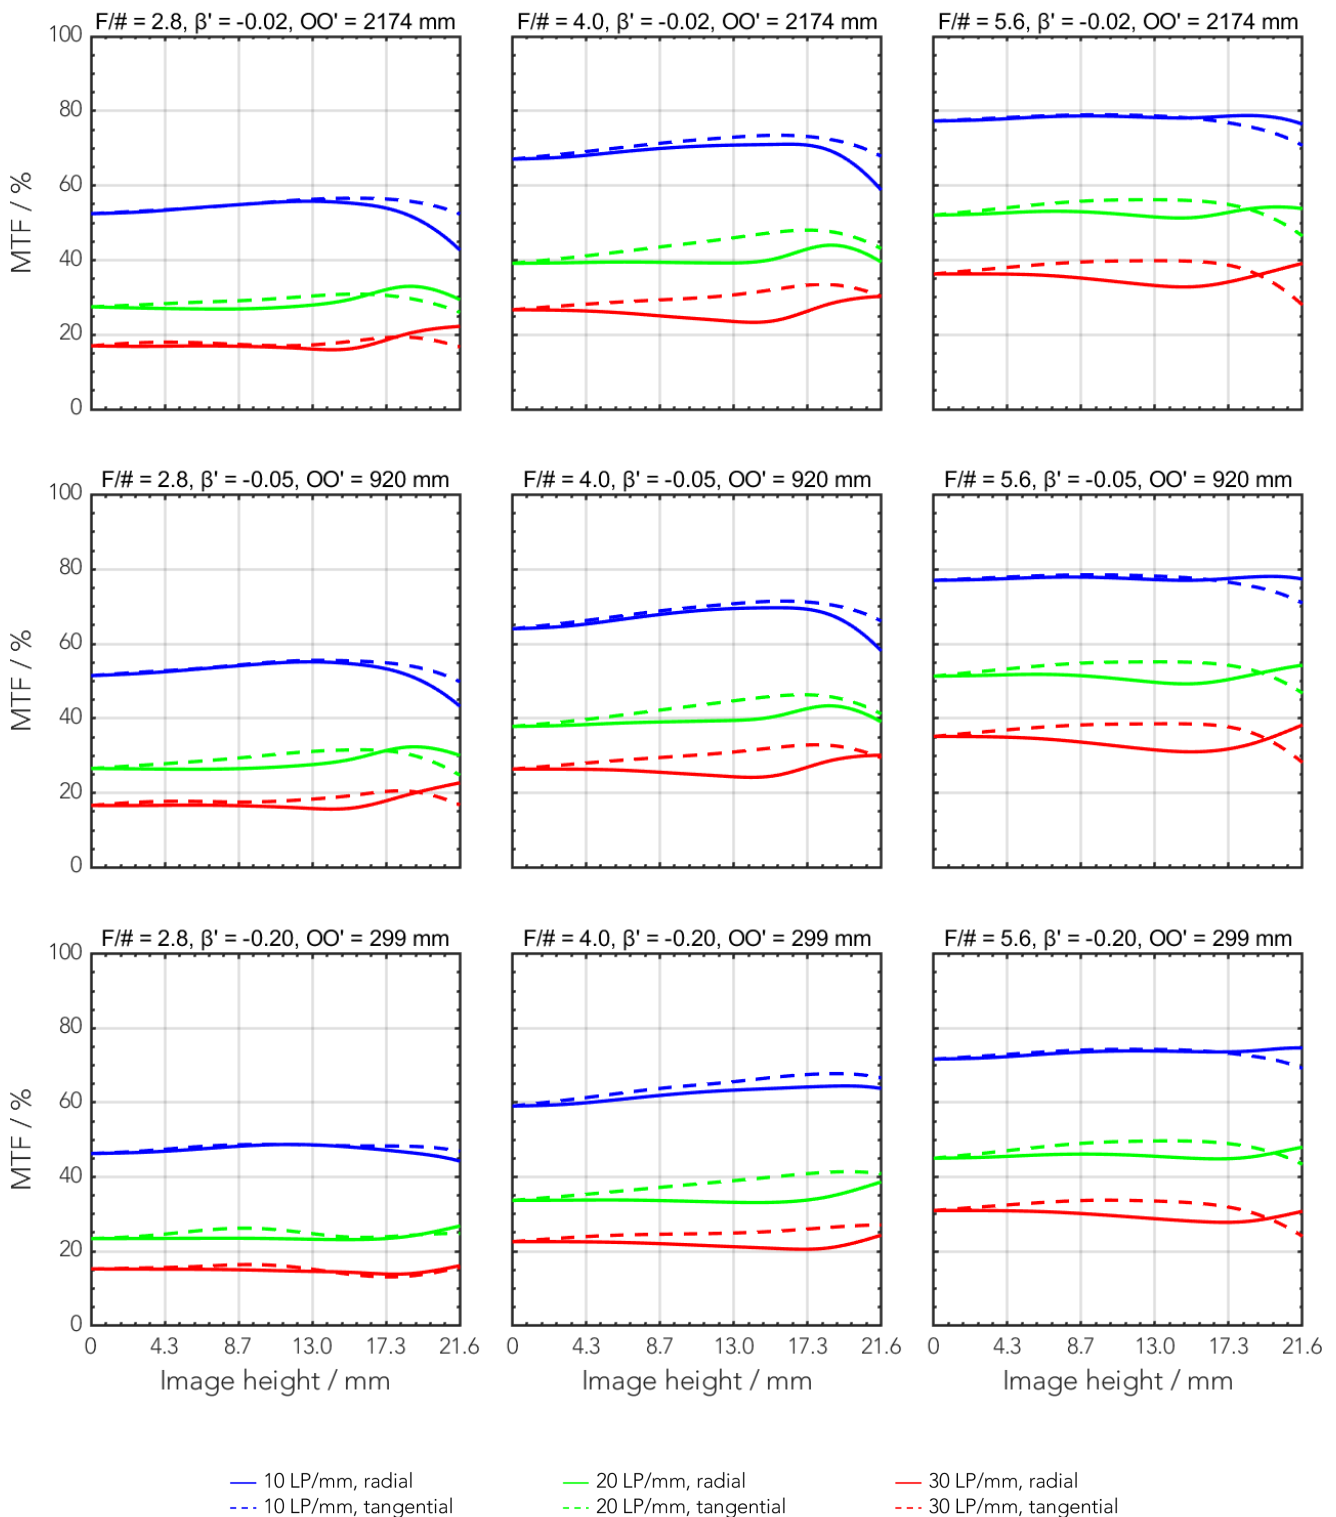 F/# = 2.8, β' = -0.02, OO' = 2174 mm
F/# = 4.0, β' = -0.02, OO' = 2174 mm
F/# = 5.6, β' = -0.02, OO' = 2174 mm
100
80
60
40
20
0
MTF / %
F/# = 2.8, β' = -0.05, OO' = 920 mm
F/# = 4.0, β' = -0.05, OO' = 920 mm
F/# = 5.6, β' = -0.05, OO' = 920 mm
100
80
60
40
20
0
MTF / %
F/# = 2.8, β' = -0.20, OO' = 299 mm
F/# = 4.0, β' = -0.20, OO' = 299 mm
F/# = 5.6, β' = -0.20, OO' = 299 mm
100
80
60
40
20
0
MTF / %
0 4.3 8.7 13.0 17.3 21.6
0 4.3 8.7 13.0 17.3 21.6
0 4.3 8.7 13.0 17.3 21.6
Image height / mm
Image height / mm
Image height / mm
10 LP/mm, radial
20 LP/mm, radial
30 LP/mm, radial
10 LP/mm, tangential
20 LP/mm, tangential
30 LP/mm, tangential